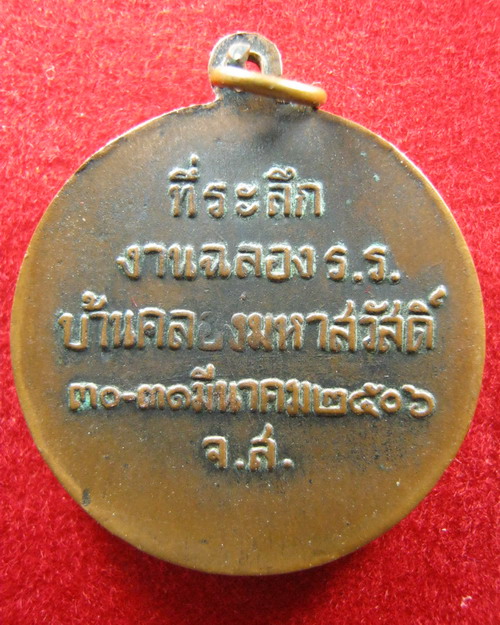 ที่ระลึก
งานฉลอง ร.ร.
บ้านคลองมหาสวัสดิ์
๓๐-๓๑มีนาคม๒๕๐๖
จ.ส.